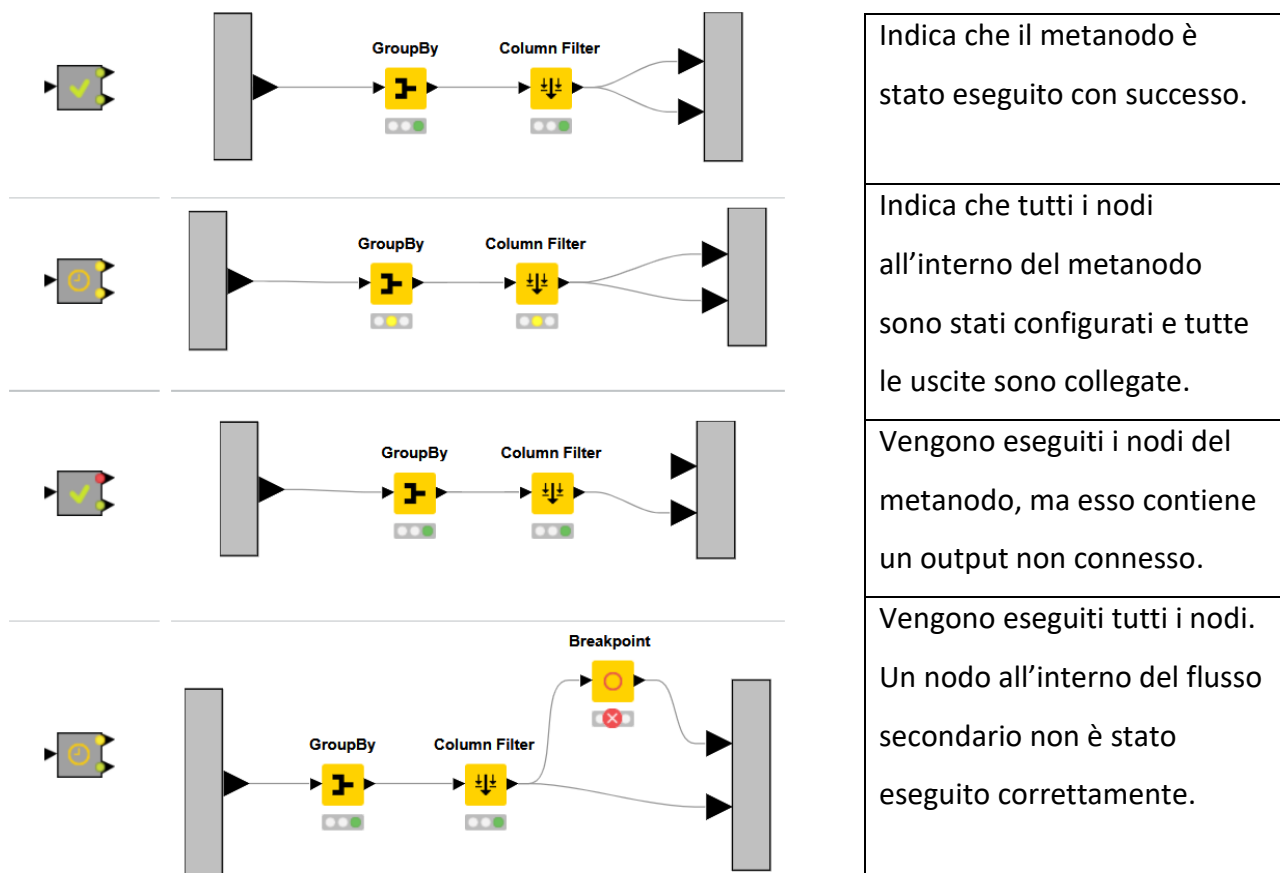 GroupBy Column Filter
Indica che il metanodo è
stato eseguito con successo.
GroupBy Column Filter
Indica che tutti i nodi
all’interno del metanodo
sono stati configurati e tutte
le uscite sono collegate.
GroupBy Column Filter
Vengono eseguiti i nodi del
metanodo, ma esso contiene
un output non connesso.
Breakpoint
GroupBy Column Filter
Vengono eseguiti tutti i nodi.
Un nodo all’interno del flusso
secondario non è stato
eseguito correttamente.